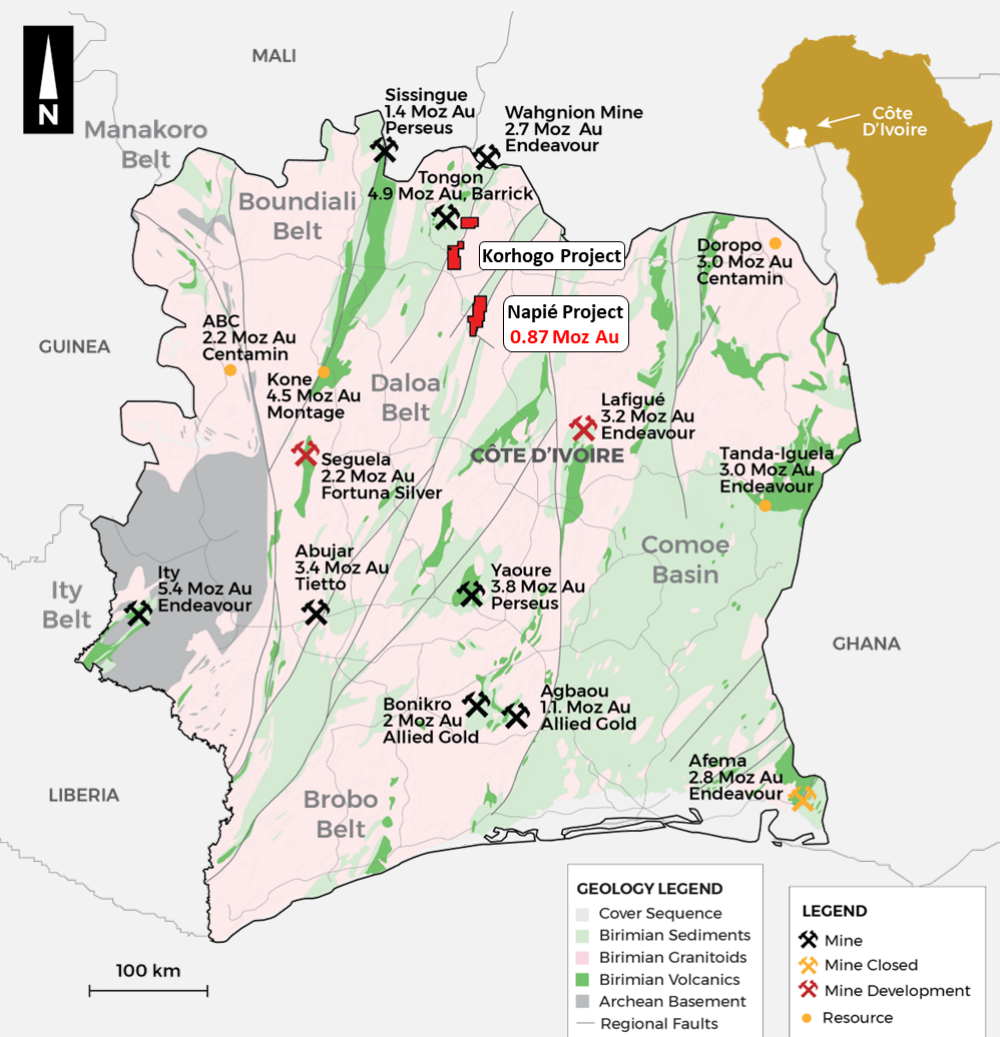 N
MALI
Manakoro
Belt
Sissingue
1.4 Moz Au
Perseus
Wahgnion Mine
2.7 Moz Au
Endeavour
Côte
D'Ivoire
Tongon
4.9 Moz Au, Barrick
Boundiali
Belt
Korhogo Project
Doropo
3.0 Moz Au
Centamin
Napié Project
0.87 Moz Au
GUINEA
ABC
2.2 Moz Au
Centamin
Kone
4.5 Moz Au
Montage
Daloa
Belt
Lafigué
3.2 Moz Au
Endeavour
CÔTE D'IVOIRE
Seguela
2.2 Moz Au
Fortuna Silver
Tanda-Iguela
3.0 Moz Au
Endeavour
Comoe
Basin
Abujar
3.4 Moz Au
Tietto
Yaoure
3.8 Moz Au
Perseus
Ity
5.4 Moz Au
Endeavour
Ity
Belt
GHANA
Bonikro
2 Moz Au
Allied Gold
Agbaou
1.1. Moz Au
Allied Gold
Afema
2.8 Moz Au
Endeavour
LIBERIA
Brobo
Belt
100 km
GEOLOGY LEGEND
Cover Sequence
Birimian Sediments
Birimian Granitoids
Birimian Volcanics
Archean Basement
Regional Faults
LEGEND
Mine
Mine Closed
Mine Development
Resource